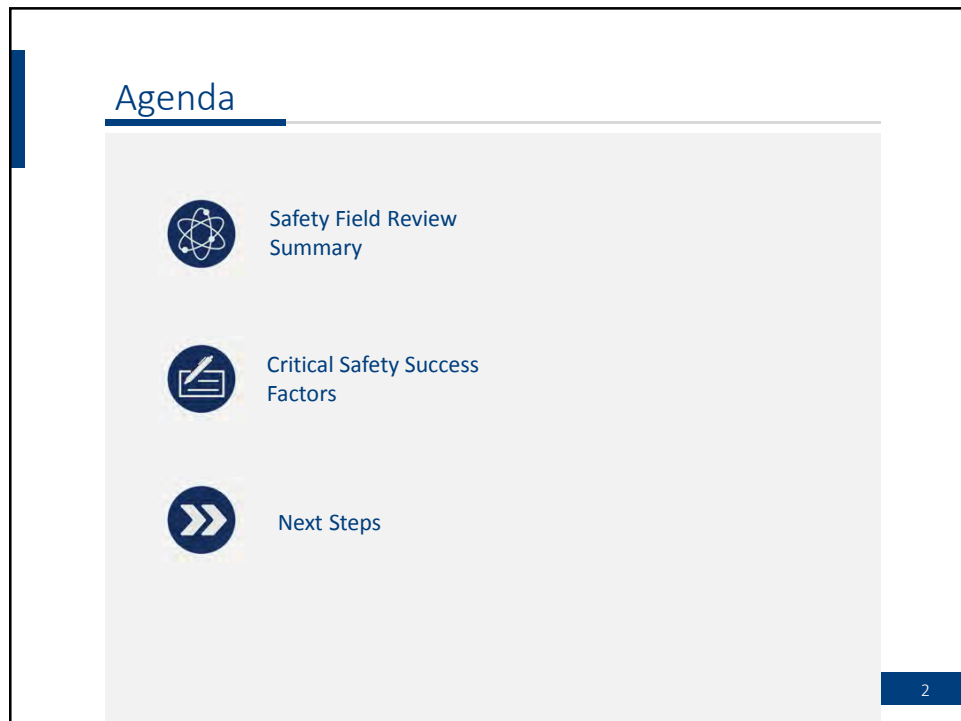 Agenda
Safety Field Review
Summary
Critical Safety Success
Factors
Next Steps
2